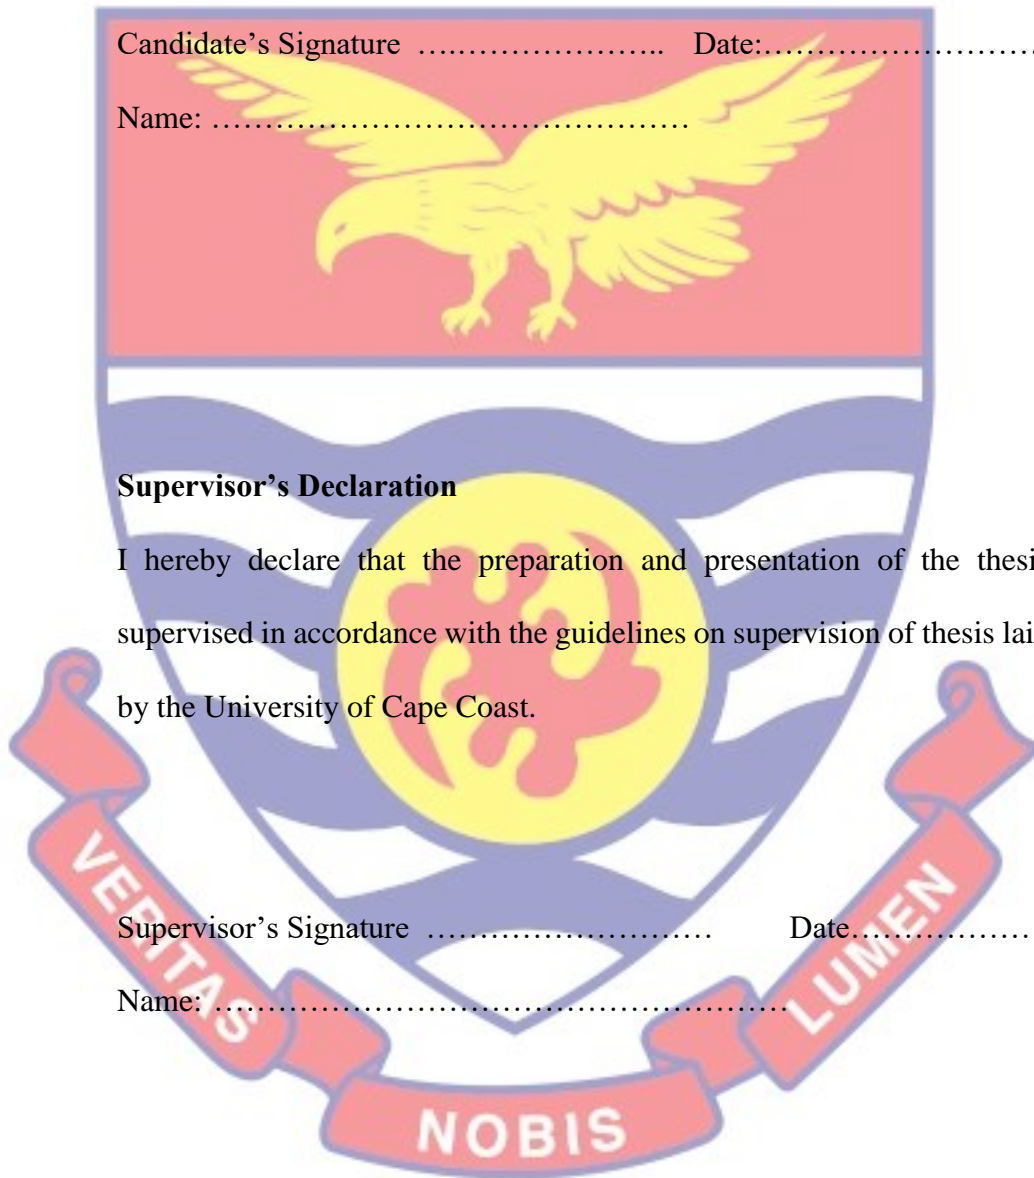 Candidate’s Signature ….……………….. Date:………………………
Name: ………………………………………
Supervisor’s Declaration
I hereby declare that the preparation and presentation of the thesi
supervised in accordance with the guidelines on supervision of thesis lai
by the University of Cape Coast.
Supervisor’s Signature ……………………… Date………………
Name: ………………………………………………
VERITAS
NOBIS
LUMEN